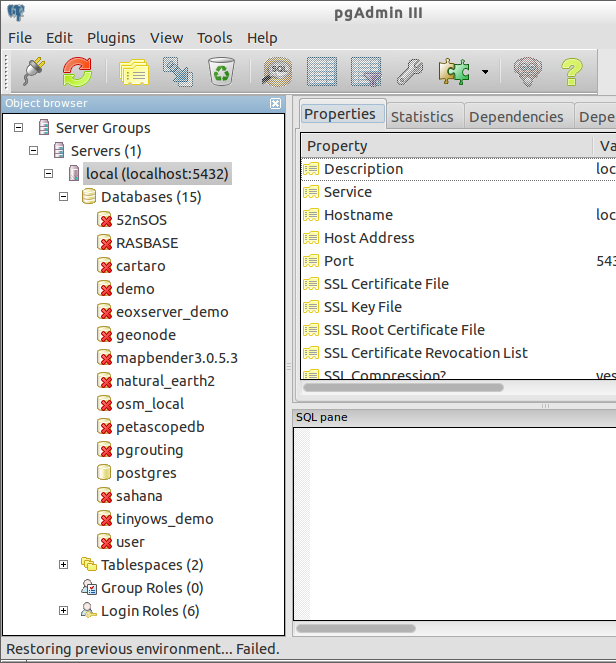 pgAdmin III
File Edit Plugins View Tools Help
SQL
Object browser
Server Groups
Servers (1)
local (localhost:5432)
Databases (15)
52nSOS
RASBASE
cartaro
demo
eoxserver_demo
geonode
mapbender3.0.5.3
natural_earth2
osm_local
petascopedb
pgrouting
postgres
sahana
tinyows_demo
user
Tablespaces (2)
Group Roles (0)
Login Roles (6)
Properties Statistics Dependencies Depe
Property Va
Description loc
Service
Hostname loc
Host Address
Port 543
SSL Certificate File
SSL Key File
SSL Root Certificate File
SSL Certificate Revocation List
SSL Compression? yes
SQL pane
Restoring previous environment... Failed.